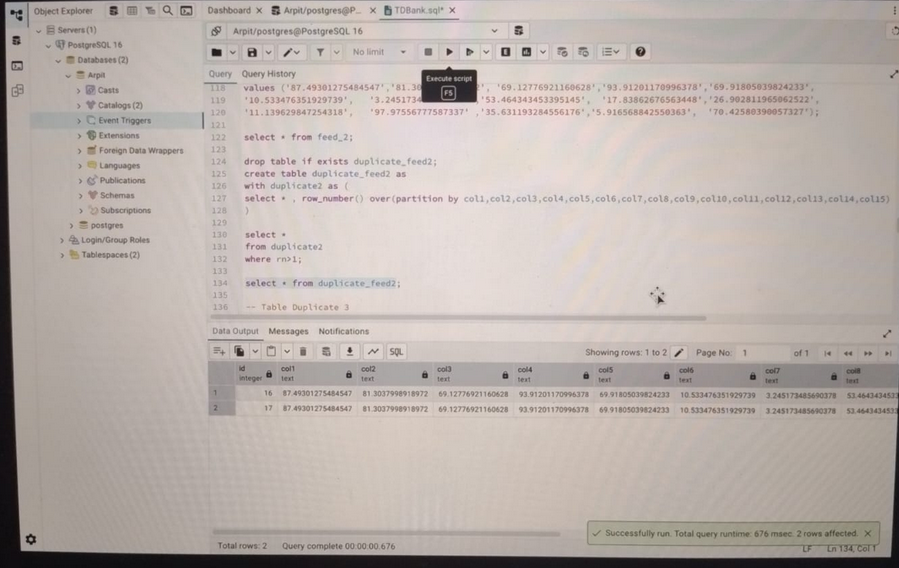 Object Explorer
Dashboard × Arpit/postgres@P... × TDBank.sql* ×
Servers (1)
PostgreSQL 16
Databases (2)
Arpit
Casts
Catalogs (2)
Event Triggers
Extensions
Foreign Data Wrappers
Languages
Publications
Schemas
Subscriptions
postgres
Login/Group Roles
Tablespaces (2)
Arpit/postgres@PostgreSQL 16
No limit
Execute script
F5
Query Query History
118 values ('87.49301275484547','81.30 '69.12776921160628','93.91201170996378','69.91805039824233',
119 '10.533476351929739', '3.2451734 '53.464343453395145', '17.83862676563448','26.902811965062522',
120 '11.139629847254318', '97.97556777587337' ,'35.631193284556176','5.916568842550363', '70.42580390057327');
121
122 select * from feed_2;
123
124 drop table if exists duplicate_feed2;
125 create table duplicate_feed2 as
126 with duplicate2 as (
127 select * , row_number() over(partition by col1,col2,col3,col4,col5,col6,col7,col8,col9,col10,col11,col12,col13,col14,col15)
128 )
129
130 select *
131 from duplicate2
132 where rn>1;
133
134 select * from duplicate_feed2;
135
136 -- Table Duplicate 3
Data Output Messages Notifications
SQL Showing rows: 1 to 2 Page No: 1 of 1
id col1 col2 col3 col4 col5 col6 col7 col8
integer text text text text text text text text
1 16 87.49301275484547 81.3037998918972 69.12776921160628 93.91201170996378 69.91805039824233 10.533476351929739 3.245173485690378 53.4643434533
2 17 87.49301275484547 81.3037998918972 69.12776921160628 93.91201170996378 69.91805039824233 10.533476351929739 3.245173485690378 53.4643434533
Successfully run. Total query runtime: 676 msec. 2 rows affected. ×
Total rows: 2 Query complete 00:00:00.676 LF Ln 134, Col 1